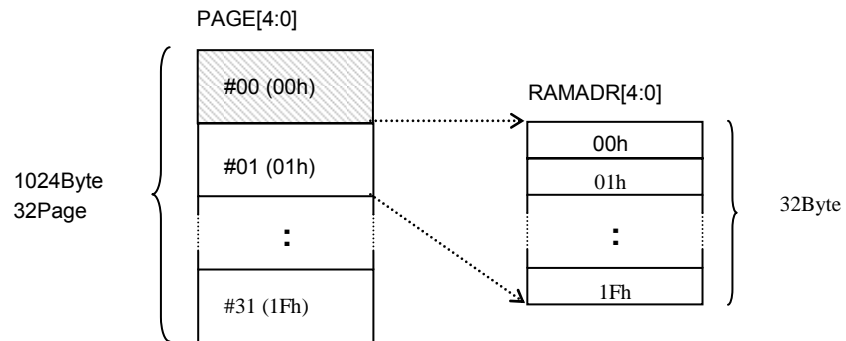 PAGE[4:0]
#00 (00h)
#01 (01h)
:
#31 (1Fh)
1024Byte
32Page
RAMADR[4:0]
00h
01h
:
1Fh
32Byte